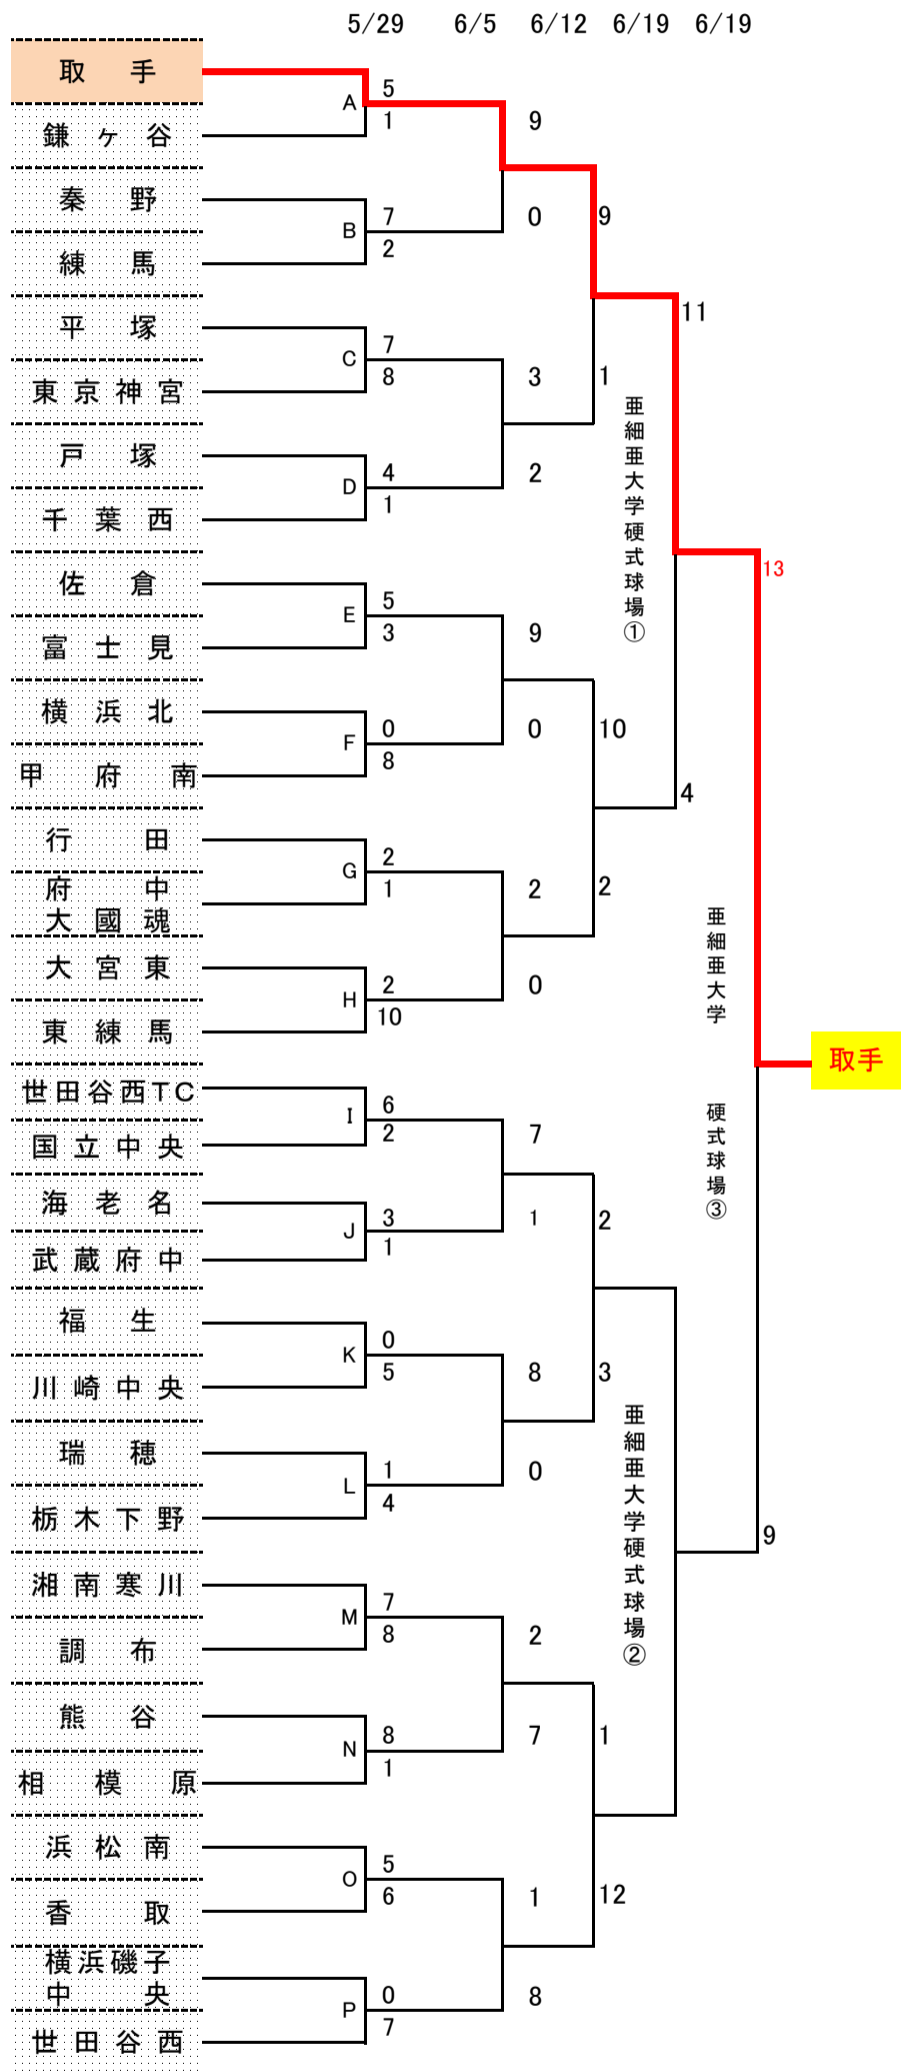 5/29 6/5 6/12 6/19 6/19
取手
A 5
1
9
鎌ヶ谷
秦野
B 7
2
0
9
練馬
11
平塚
C 7
8
3
1
東京神宮
戸塚
D 4
1
2
千葉西
亜細亜大学硬式球場①
佐倉
E 5
3
9
13
富士見
横浜北
F 0
8
0
10
甲府南
4
行田
G 2
1
2
2
府中
大國魂
大宮東
H 2
10
0
東練馬
亜細亜大学
硬式球場③
取手
世田谷西TC
I 6
2
7
国立中央
海老名
J 3
1
1
2
武蔵府中
福生
K 0
5
8
3
川崎中央
瑞穂
L 1
4
0
栃木下野
亜細亜大学硬式球場②
9
湘南寒川
M 7
8
2
調布
熊谷
N 8
1
7
1
相模原
浜松南
O 5
6
1
12
香取
横浜磯子
中央
P 0
7
8
世田谷西